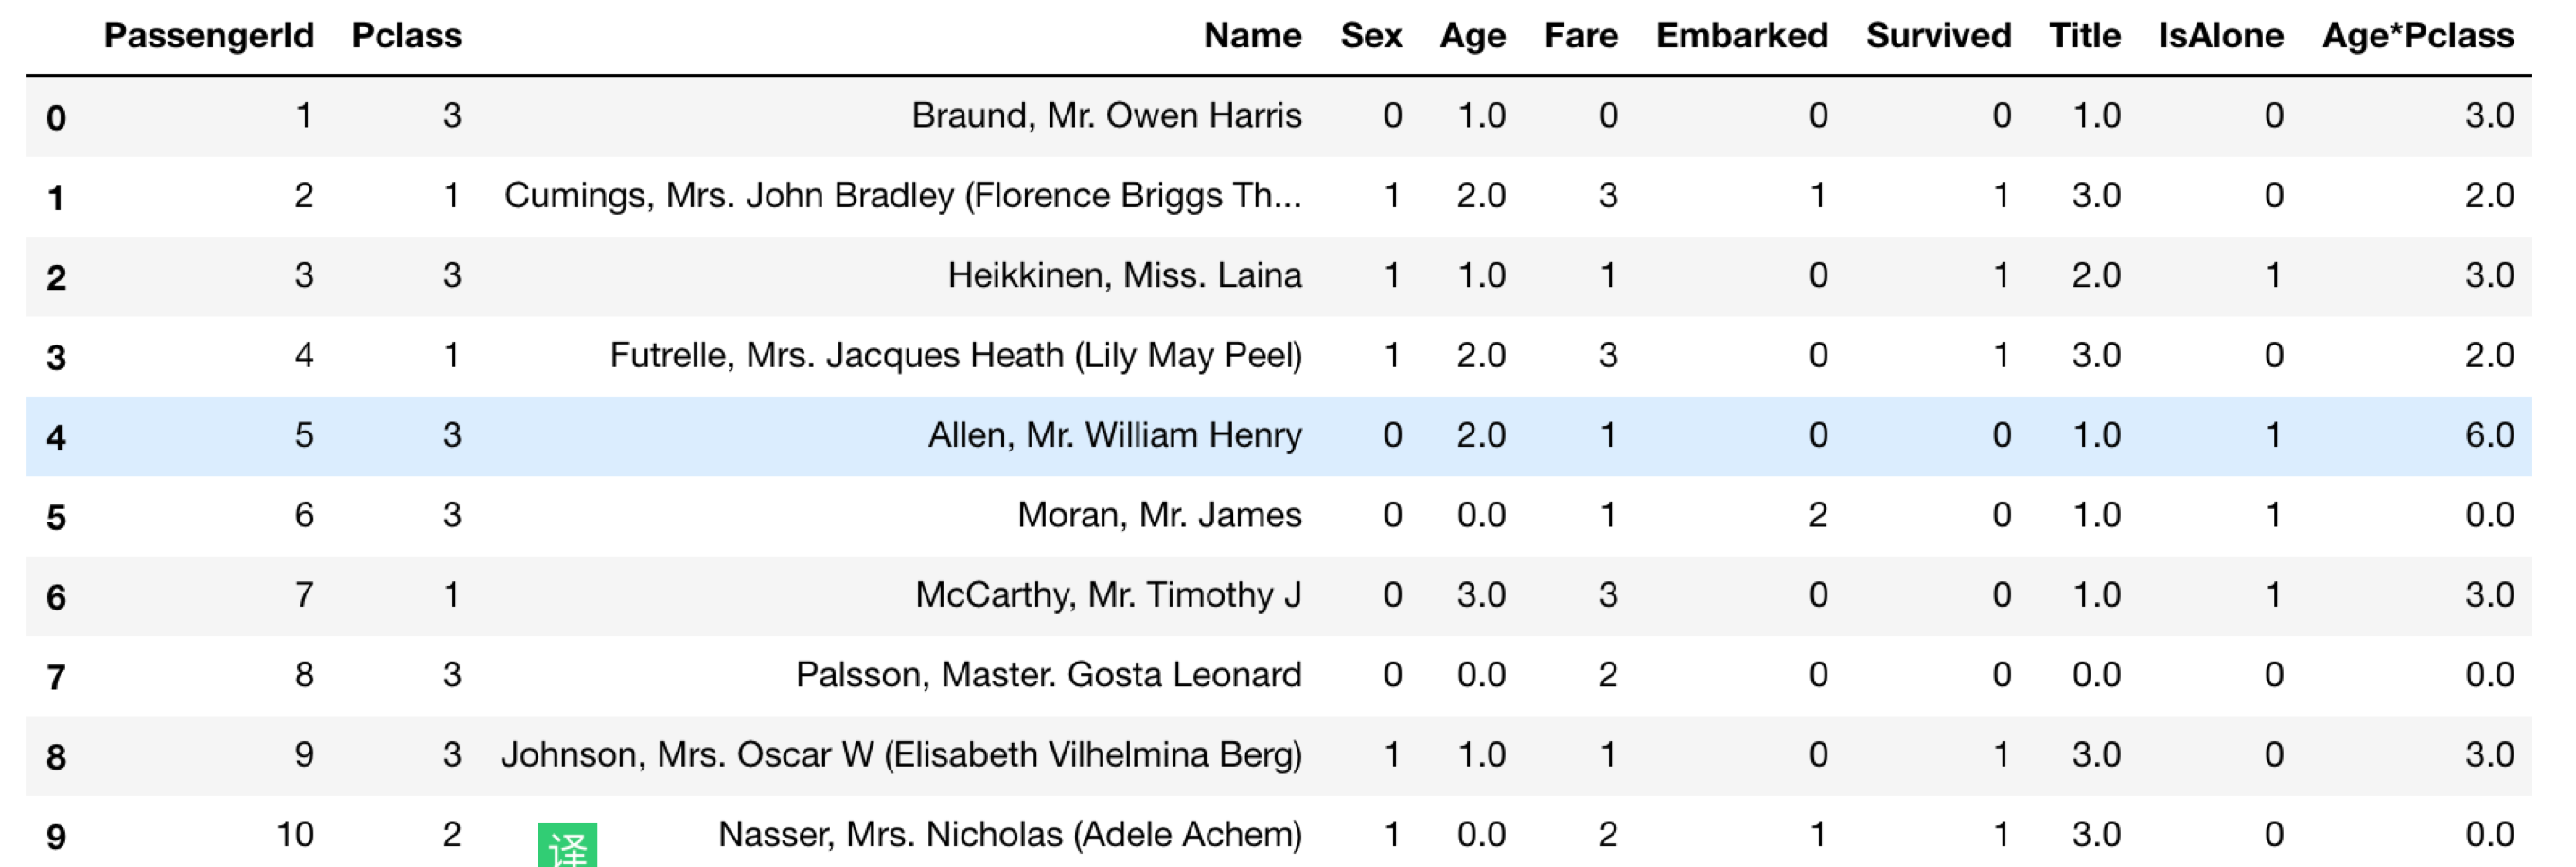 PassengerId Pclass Name Sex Age Fare Embarked Survived Title IsAlone Age*Pclass
0 1 3 Braund, Mr. Owen Harris 0 1.0 0 0 0 1.0 0 3.0
1 2 1 Cumings, Mrs. John Bradley (Florence Briggs Th... 1 2.0 3 1 1 3.0 0 2.0
2 3 3 Heikkinen, Miss. Laina 1 1.0 1 0 1 2.0 1 3.0
3 4 1 Futrelle, Mrs. Jacques Heath (Lily May Peel) 1 2.0 3 0 1 3.0 0 2.0
4 5 3 Allen, Mr. William Henry 0 2.0 1 0 0 1.0 1 6.0
5 6 3 Moran, Mr. James 0 0.0 1 2 0 1.0 1 0.0
6 7 1 McCarthy, Mr. Timothy J 0 3.0 3 0 0 1.0 1 3.0
7 8 3 Palsson, Master. Gosta Leonard 0 0.0 2 0 0 0.0 0 0.0
8 9 3 Johnson, Mrs. Oscar W (Elisabeth Vilhelmina Berg) 1 1.0 1 0 1 3.0 0 3.0
9 10 2 译 Nasser, Mrs. Nicholas (Adele Achem) 1 0.0 2 1 1 3.0 0 0.0